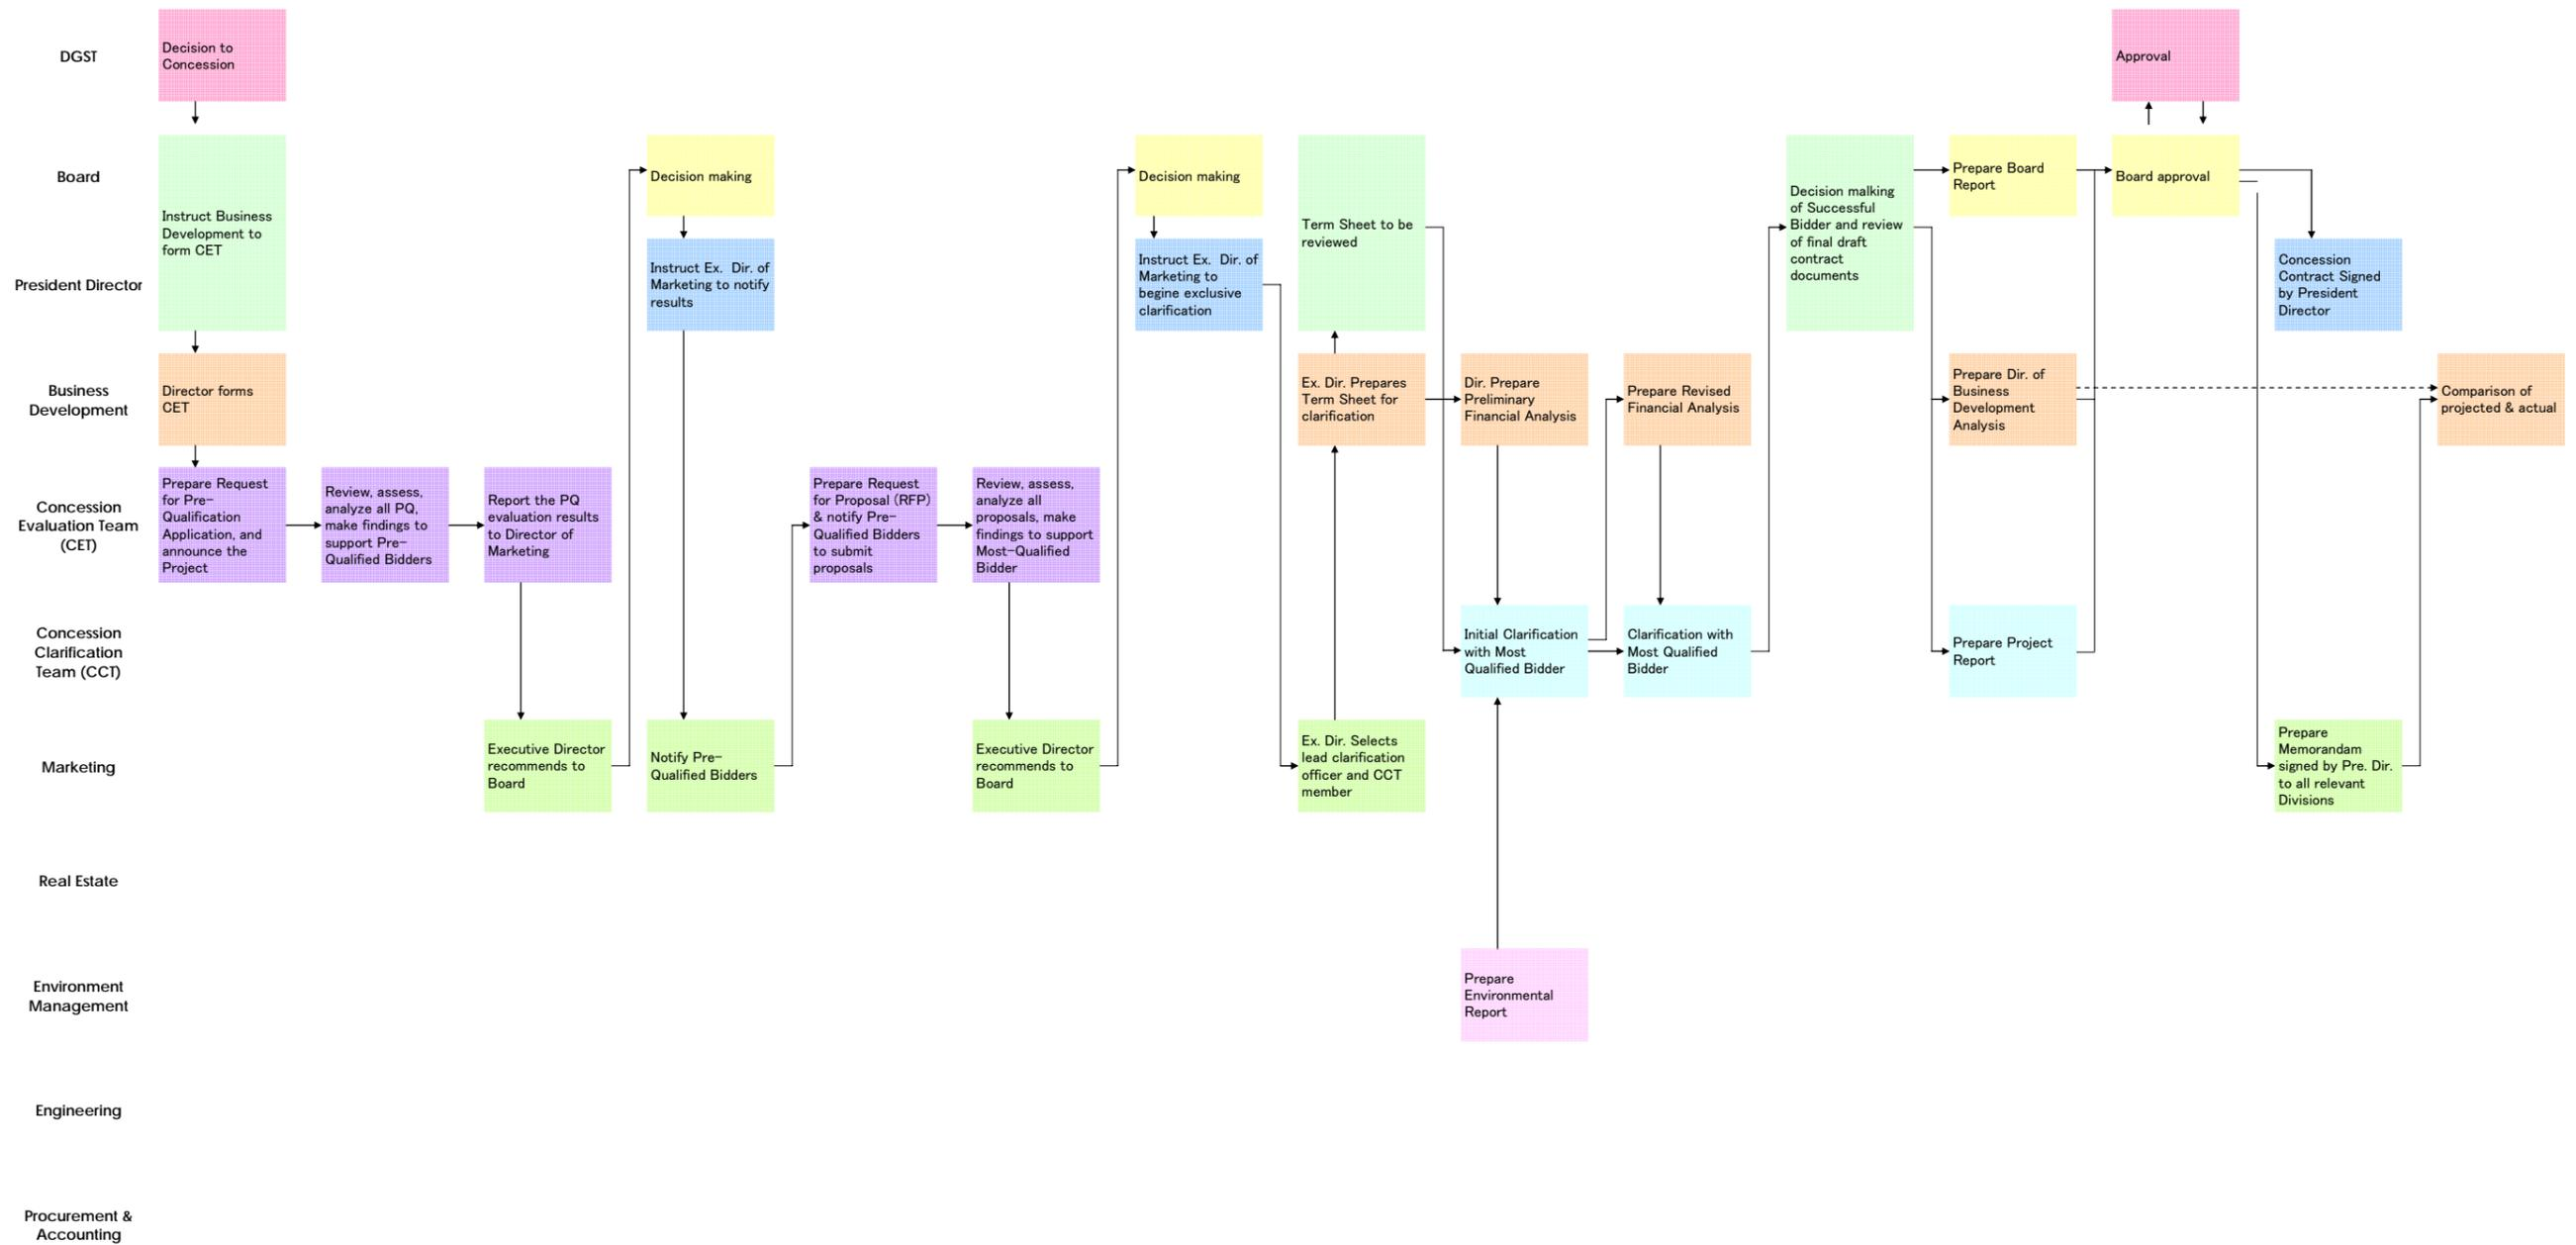 DGST
Decision to
Concession
Approval
Board
Instruct Business
Development to
form CET
Decision making
Decision making
Term Sheet to be
reviewed
Decision malking
of Successful
Bidder and review
of final draft
contract
documents
Prepare Board
Report
Board approval
President Director
Instruct Ex. Dir. of
Marketing to notify
results
Instruct Ex. Dir. of
Marketing to
begine exclusive
clarification
Concession
Contract Signed
by President
Director
Business
Development
Director forms
CET
Ex. Dir. Prepares
Term Sheet for
clarification
Dir. Prepare
Preliminary
Financial Analysis
Prepare Revised
Financial Analysis
Prepare Dir. of
Business
Development
Analysis
Comparison of
projected & actual
Concession
Evaluation Team
(CET)
Prepare Request
for Pre-
Qualification
Application, and
announce the
Project
Review, assess,
analyze all PQ,
make findings to
support Pre-
Qualified Bidders
Report the PQ
evaluation results
to Director of
Marketing
Prepare Request
for Proposal (RFP)
& notify Pre-
Qualified Bidders
to submit
proposals
Review, assess,
analyze all
proposals, make
findings to support
Most-Qualified
Bidder
Concession
Clarification
Team (CCT)
Initial Clarification
with Most
Qualified Bidder
Clarification with
Most Qualified
Bidder
Prepare Project
Report
Marketing
Executive Director
recommends to
Board
Notify Pre-
Qualified Bidders
Executive Director
recommends to
Board
Ex. Dir. Selects
lead clarification
officer and CCT
member
Prepare
Memorandam
signed by Pre. Dir.
to all relevant
Divisions
Real Estate
Environment
Management
Prepare
Environmental
Report
Engineering
Procurement &
Accounting